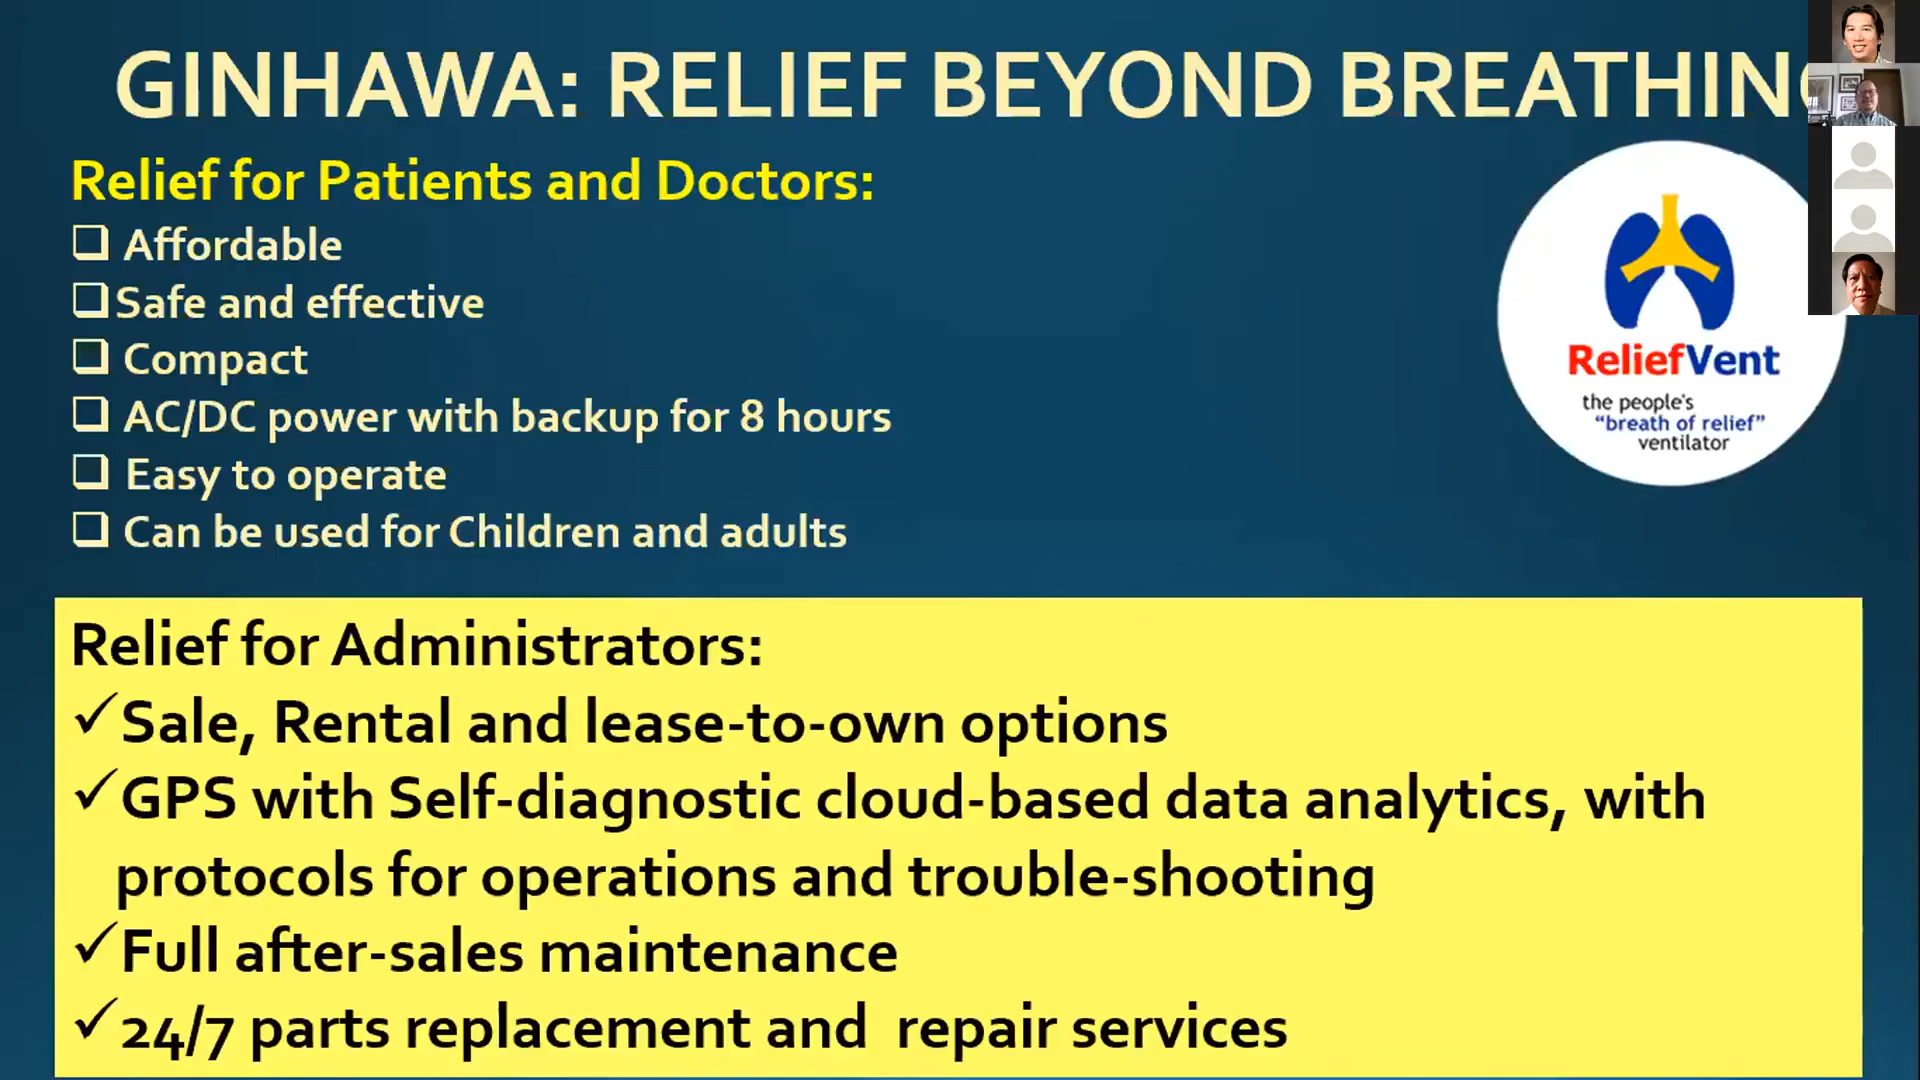 GINHAWA: RELIEF BEYOND BREATHIN
Relief for Patients and Doctors:
Affordable
Safe and effective
Compact
AC/DC power with backup for 8 hours
Easy to operate
Can be used for Children and adults
ReliefVent
the people's
“breath of relief”
ventilator
Relief for Administrators:
Sale, Rental and lease-to-own options
GPS with Self-diagnostic cloud-based data analytics, with
protocols for operations and trouble-shooting
Full after-sales maintenance
24/7 parts replacement and  repair services